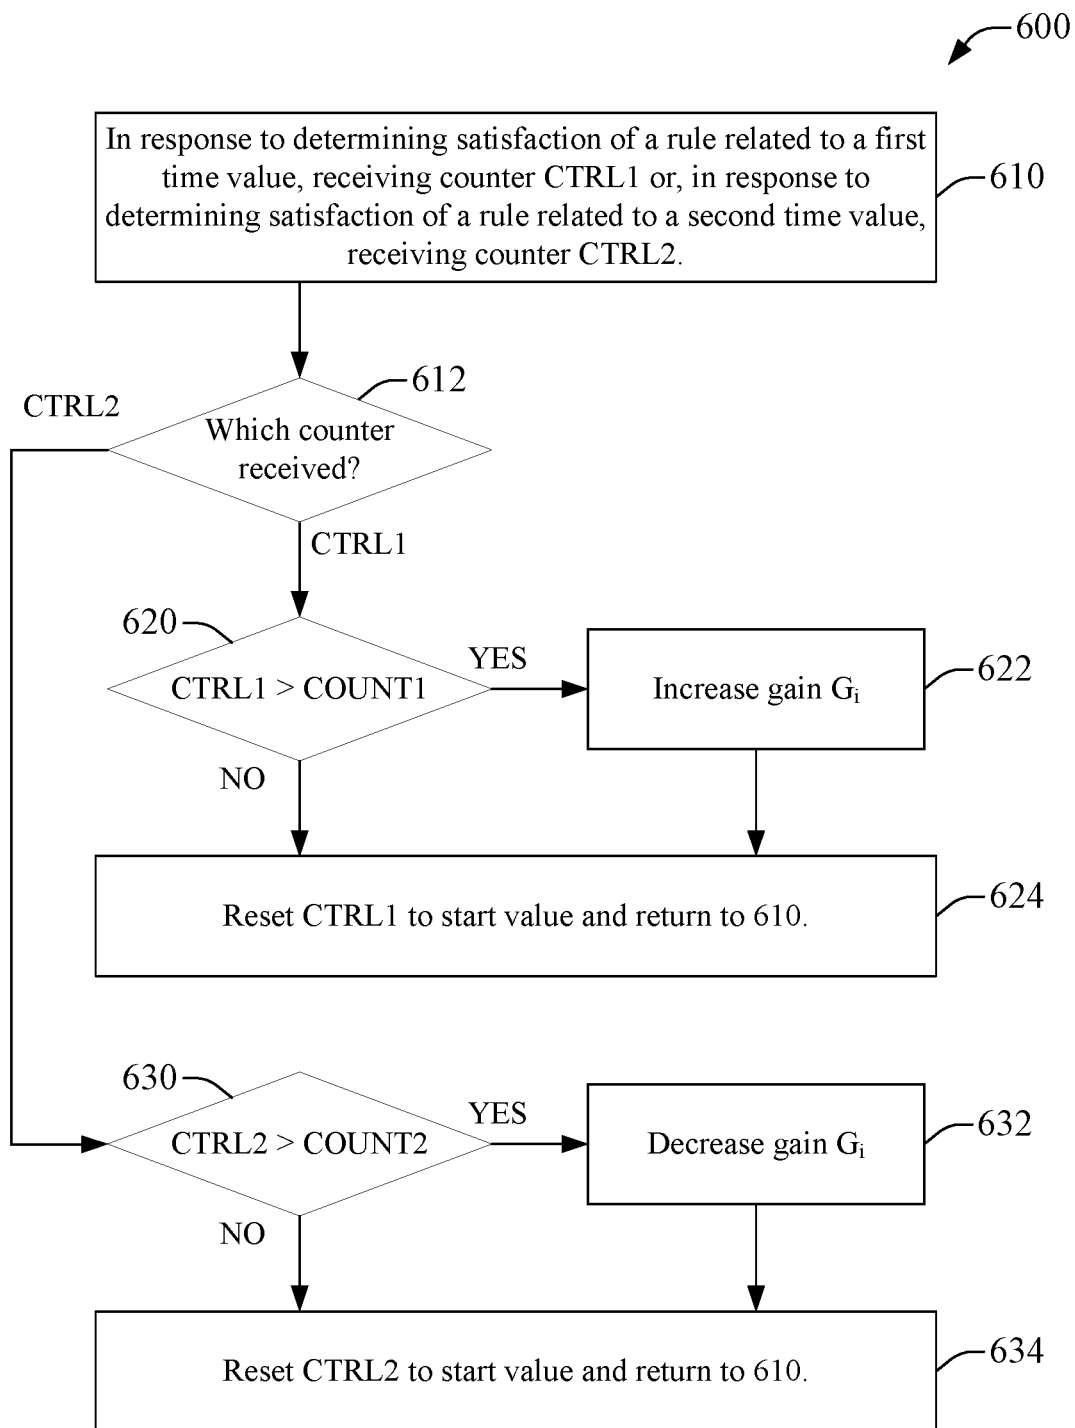 600
In response to determining satisfaction of a rule related to a first
time value, receiving counter CTRL1 or, in response to
determining satisfaction of a rule related to a second time value,
receiving counter CTRL2.
610
612
CTRL2
Which counter
received?
CTRL1
620
CTRL1 > COUNT1
YES
Increase gain Gi
622
NO
Reset CTRL1 to start value and return to 610.
624
630
CTRL2 > COUNT2
YES
Decrease gain Gi
632
NO
Reset CTRL2 to start value and return to 610.
634